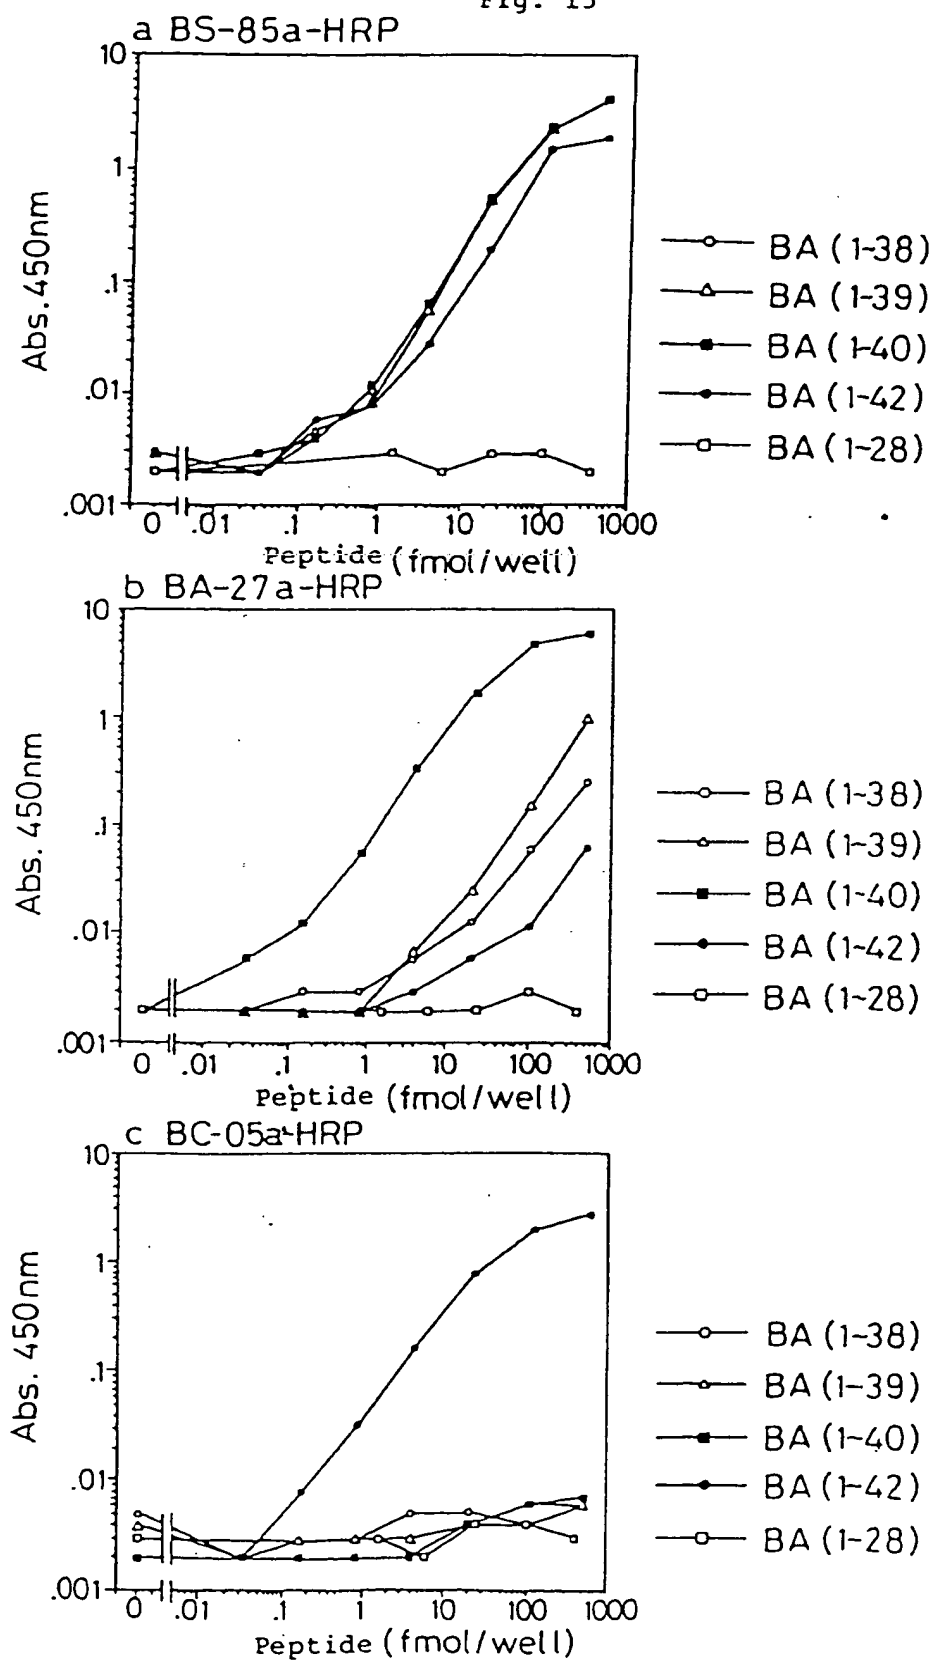 Fig. 15
a BS-85a-HRP
10
1
.1
.01
.001
Abs. 450nm
0 .01 .1 1 10 100 1000
Peptide (fmol/well)
BA (1-38)
BA (1-39)
BA (1-40)
BA (1-42)
BA (1-28)
b BA-27a-HRP
10
1
.1
.01
.001
Abs. 450nm
0 .01 .1 1 10 100 1000
Peptide (fmol/well)
BA (1-38)
BA (1-39)
BA (1-40)
BA (1-42)
BA (1-28)
c BC-05a-HRP
10
1
.1
.01
.001
Abs. 450nm
0 .01 .1 1 10 100 1000
Peptide (fmol/well)
BA (1-38)
BA (1-39)
BA (1-40)
BA (1-42)
BA (1-28)